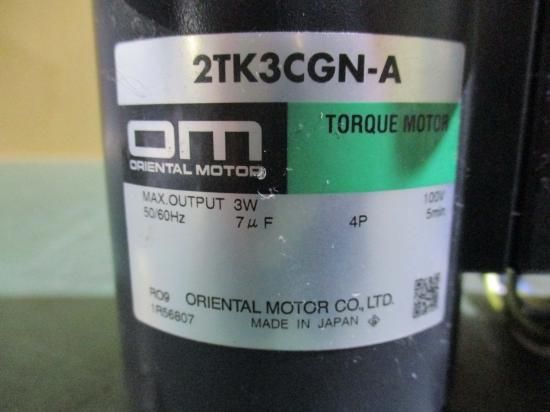 2TK3CGN-A
om
ORIENTAL MOTOR
TORQUE MOTOR
MAX.OUTPUT 3W 100V
50/60Hz 7μF 4P 5min
RO9 ORIENTAL MOTOR CO.,LTD.
1R56807 MADE IN JAPAN